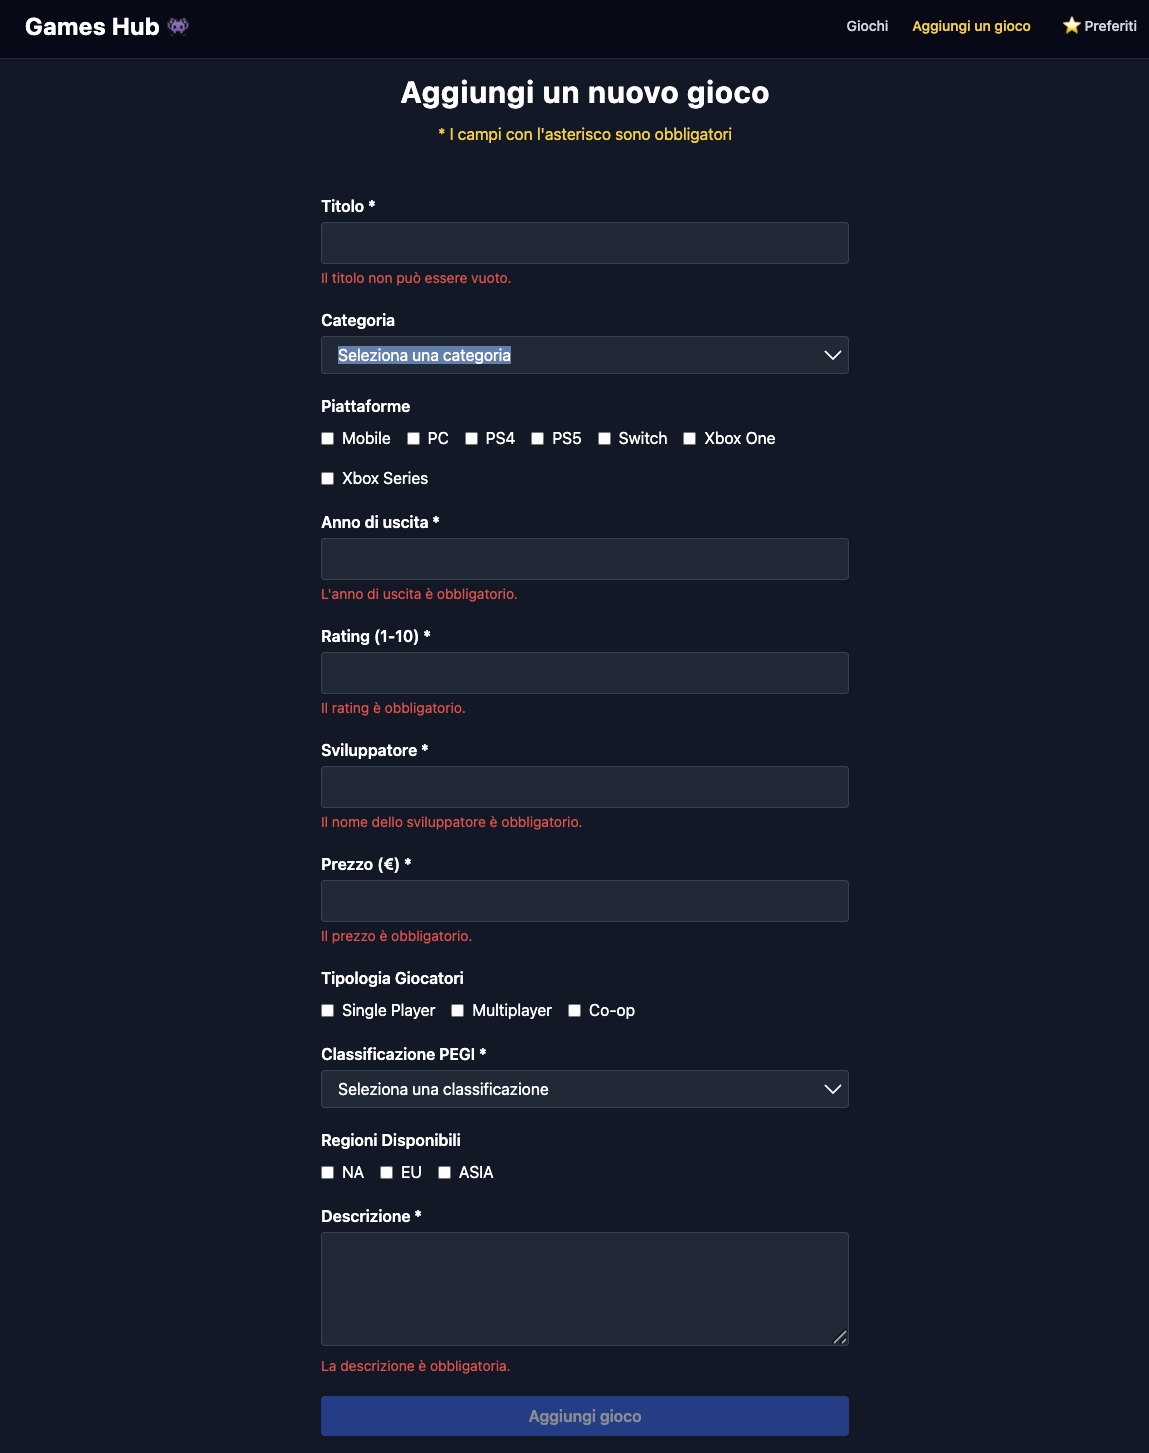 Games Hub 👾
Giochi Aggiungi un gioco ⭐ Preferiti
Aggiungi un nuovo gioco
* I campi con l'asterisco sono obbligatori
Titolo *
Il titolo non può essere vuoto.
Categoria
Seleziona una categoria
Piattaforme
Mobile PC PS4 PS5 Switch Xbox One
Xbox Series
Anno di uscita *
L'anno di uscita è obbligatorio.
Rating (1-10) *
Il rating è obbligatorio.
Sviluppatore *
Il nome dello sviluppatore è obbligatorio.
Prezzo (€) *
Il prezzo è obbligatorio.
Tipologia Giocatori
Single Player Multiplayer Co-op
Classificazione PEGI *
Seleziona una classificazione
Regioni Disponibili
NA EU ASIA
Descrizione *
La descrizione è obbligatoria.
Aggiungi gioco